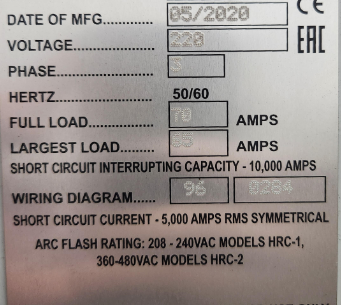 DATE OF MFG.... 05/2020 CE
VOLTAGE.............. 220 EAC
PHASE.....................
HERTZ..................... 50/60
FULL LOAD............. 70 AMPS
LARGEST LOAD...... AMPS
SHORT CIRCUIT INTERRUPTING CAPACITY - 10,000 AMPS
WIRING DIAGRAM...... 96 9284
SHORT CIRCUIT CURRENT - 5,000 AMPS RMS SYMMETRICAL
ARC FLASH RATING: 208 - 240VAC MODELS HRC-1,
360-480VAC MODELS HRC-2